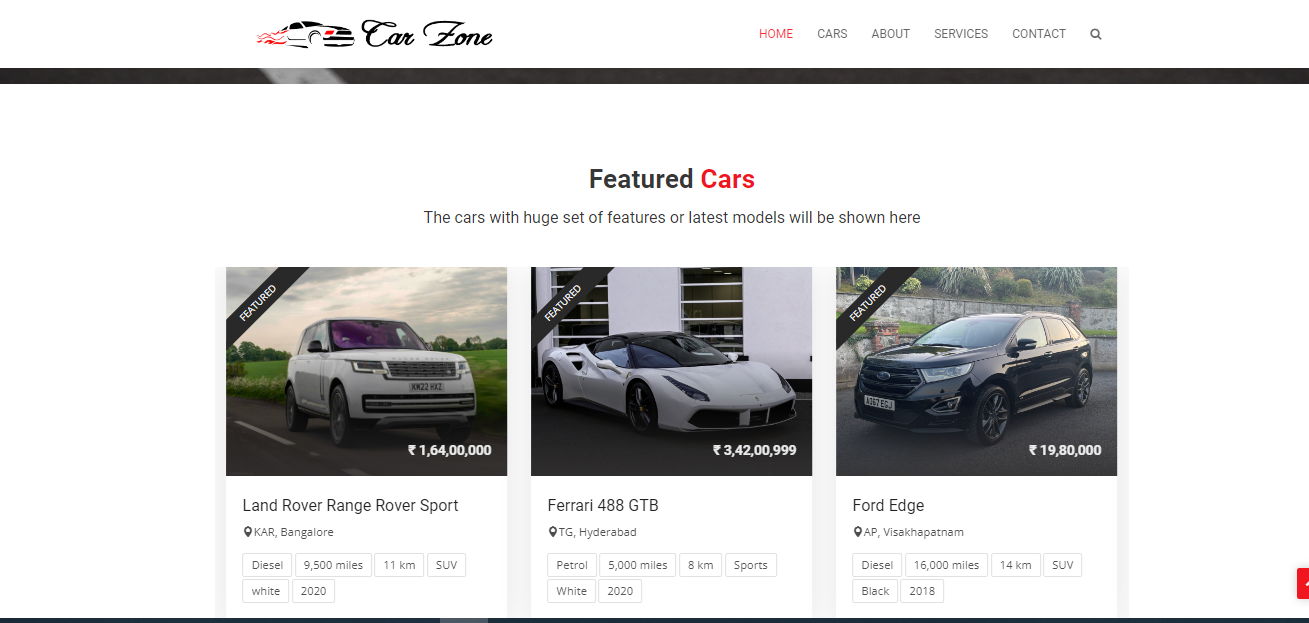 Car Zone
HOME CARS ABOUT SERVICES CONTACT
Featured Cars
The cars with huge set of features or latest models will be shown here
FEATURED
KW22 HXZ
₹ 1,64,00,000
Land Rover Range Rover Sport
KAR, Bangalore
Diesel 9,500 miles 11 km SUV
white 2020
FEATURED
₹ 3,42,00,999
Ferrari 488 GTB
TG, Hyderabad
Petrol 5,000 miles 8 km Sports
White 2020
FEATURED
AO67 EGJ
₹ 19,80,000
Ford Edge
AP, Visakhapatnam
Diesel 16,000 miles 14 km SUV
Black 2018